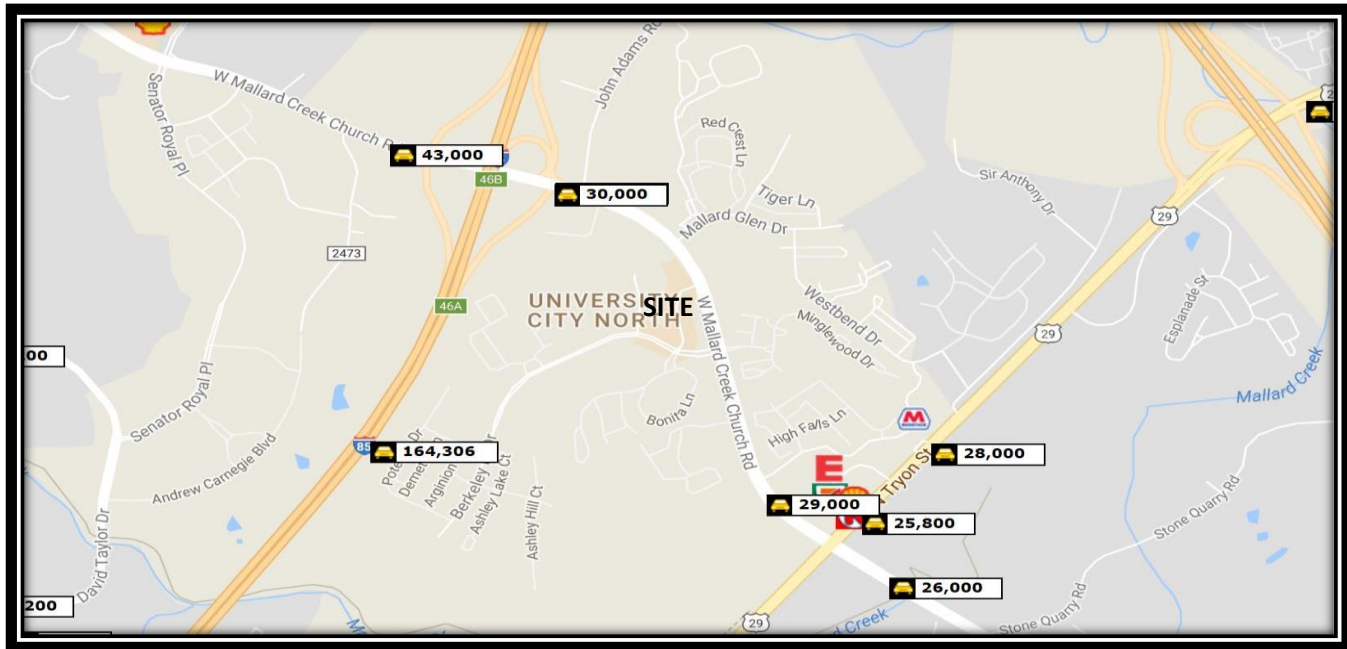 Senator Royal Pl
W Mallard Creek Church R
John Adams Ro
43,000
46B
30,000
Red Crest Ln
Tiger Ln
Mallard Glen Dr
Sir Anthony Dr
29
2473
46A
UNIVERSITY
CITY NORTH
SITE
W Mallard Creek Church Rd
Westbend Dr
Minglewood Dr
29
Esplanade St
Mallard Creek
00
Senator Royal Pl
Bonita Ln
High Falls Ln
M
85
164,306
Andrew Carnegie Blvd
Berkeley
Ashley Lake Ct
Ashley Hill Ct
E
28,000
N Tryon St
29,000
25,800
Stone Quarry Rd
David Taylor Dr
26,000
200
29
d Creek
Stone Quarry Rd